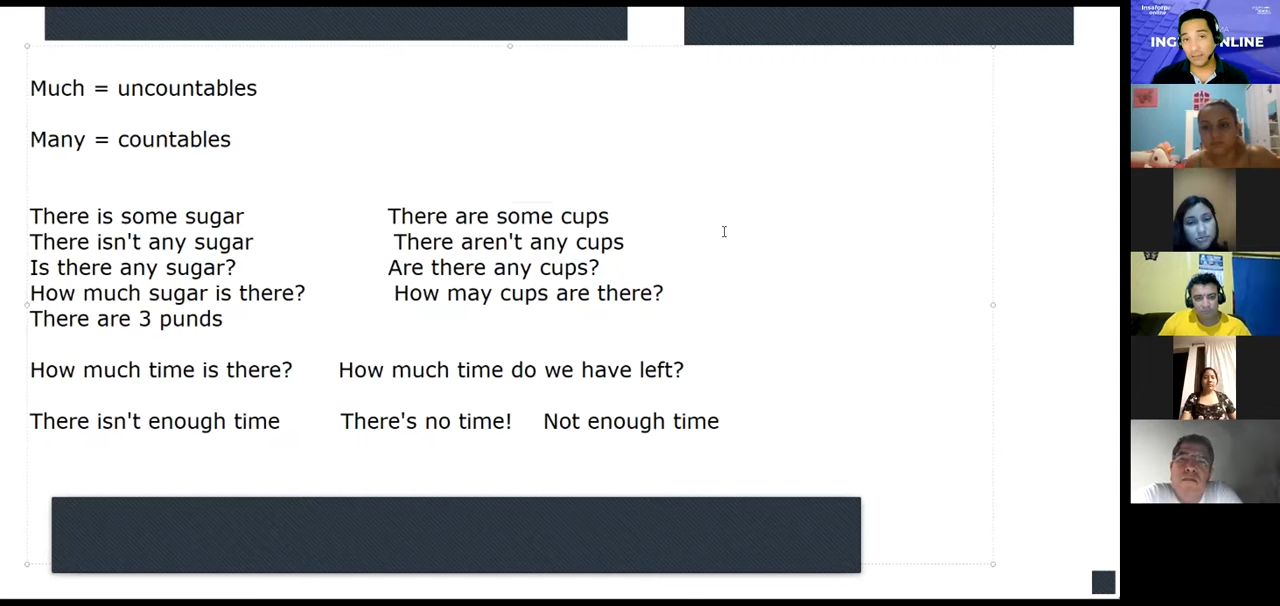 Much = uncountables
Many = countables
There is some sugar
There are some cups
There isn't any sugar
There aren't any cups
Is there any sugar?
Are there any cups?
How much sugar is there?
How may cups are there?
There are 3 punds
How much time is there?
How much time do we have left?
There isn't enough time
There's no time!
Not enough time
online
ING
NLINE